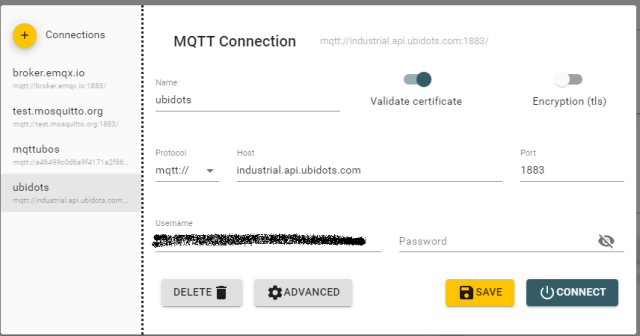 + Connections
broker.emqx.io
mqtt://broker.emqx.io:1883/
test.mosquitto.org
mqtt://test.mosquitto.org:1883/
mqttubos
mqtt://a46499c0d6a9f4171a2f86...
ubidots
mqtt://industrial.api.ubidots.com:...
MQTT Connection mqtt://industrial.api.ubidots.com:1883/
Name
ubidots
Validate certificate
Encryption (tls)
Protocol
mqtt://
Host
industrial.api.ubidots.com
Port
1883
Username
Password
DELETE
ADVANCED
SAVE
CONNECT